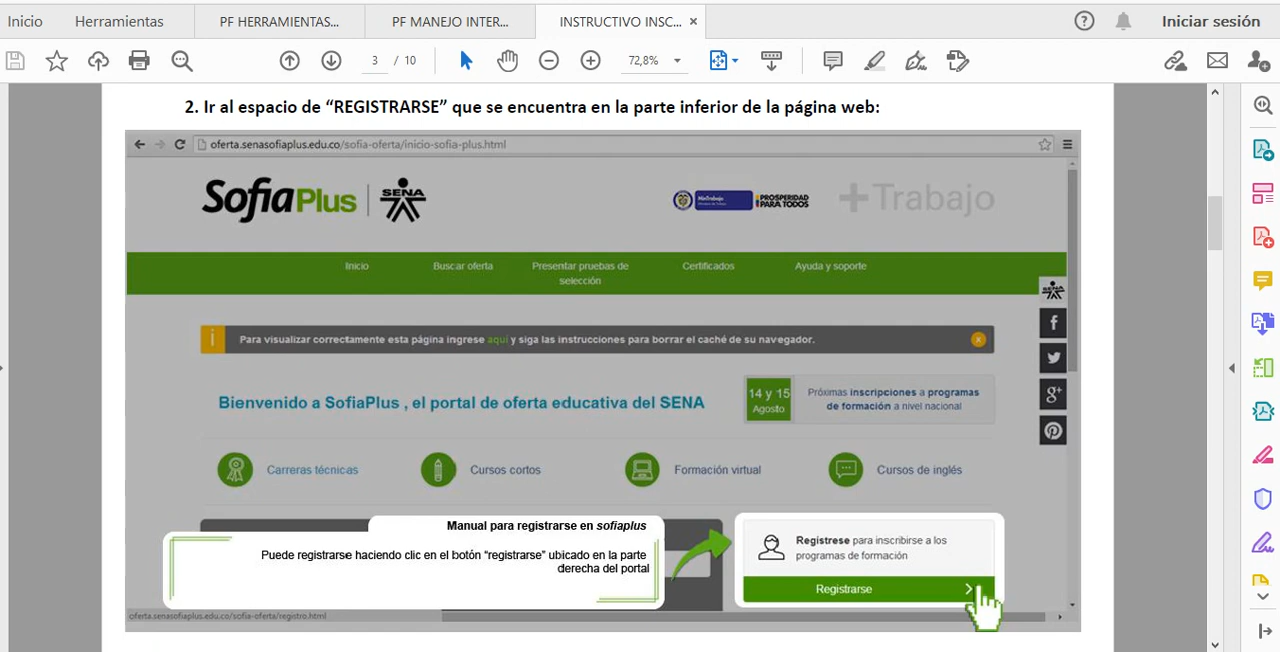 Inicio Herramientas PF HERRAMIENTAS... PF MANEJO INTER... INSTRUCTIVO INSC... × Iniciar sesión
3 / 10 72,8%
2. Ir al espacio de “REGISTRARSE” que se encuentra en la parte inferior de la página web:
oferta.senasofiaplus.edu.co/sofia-oferta/inicio-sofia-plus.html
SofiaPlus SENA MinTrabajo PROSPERIDAD PARA TODOS +Trabajo
Inicio Buscar oferta Presentar pruebas de Certificados Ayuda y soporte
selección
SENA
i Para visualizar correctamente esta página ingrese aquí y siga las instrucciones para borrar el caché de su navegador. x
14 y 15 Próximas inscripciones a programas
Bienvenido a SofiaPlus , el portal de oferta educativa del SENA
Agosto de formación a nivel nacional
Carreras técnicas Cursos cortos Formación virtual Cursos de inglés
Manual para registrarse en sofiaplus
Puede registrarse haciendo clic en el botón “registrarse” ubicado en la parte
derecha del portal
Regístrese para inscribirse a los
programas de formación
Registrarse
oferta.senasofiaplus.edu.co/sofia-oferta/registro.html